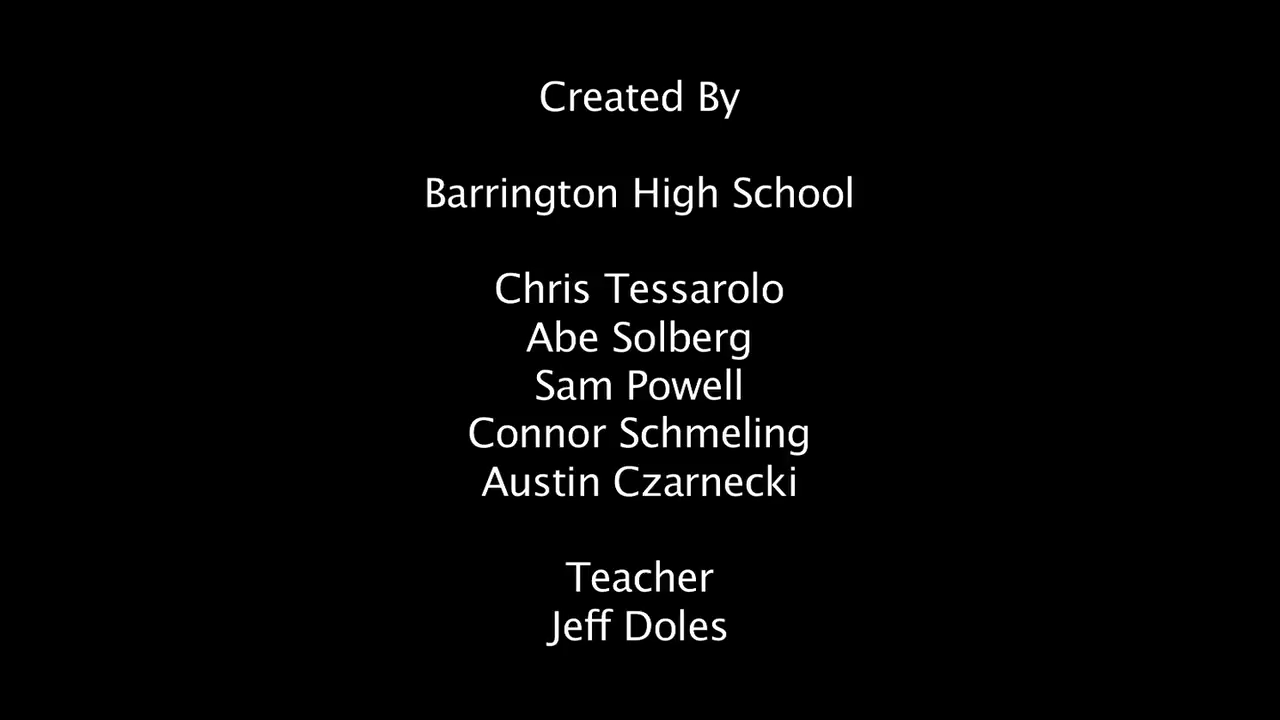 Created By
Barrington High School
Chris Tessarolo
Abe Solberg
Sam Powell
Connor Schmeling
Austin Czarnecki
Teacher
Jeff Doles